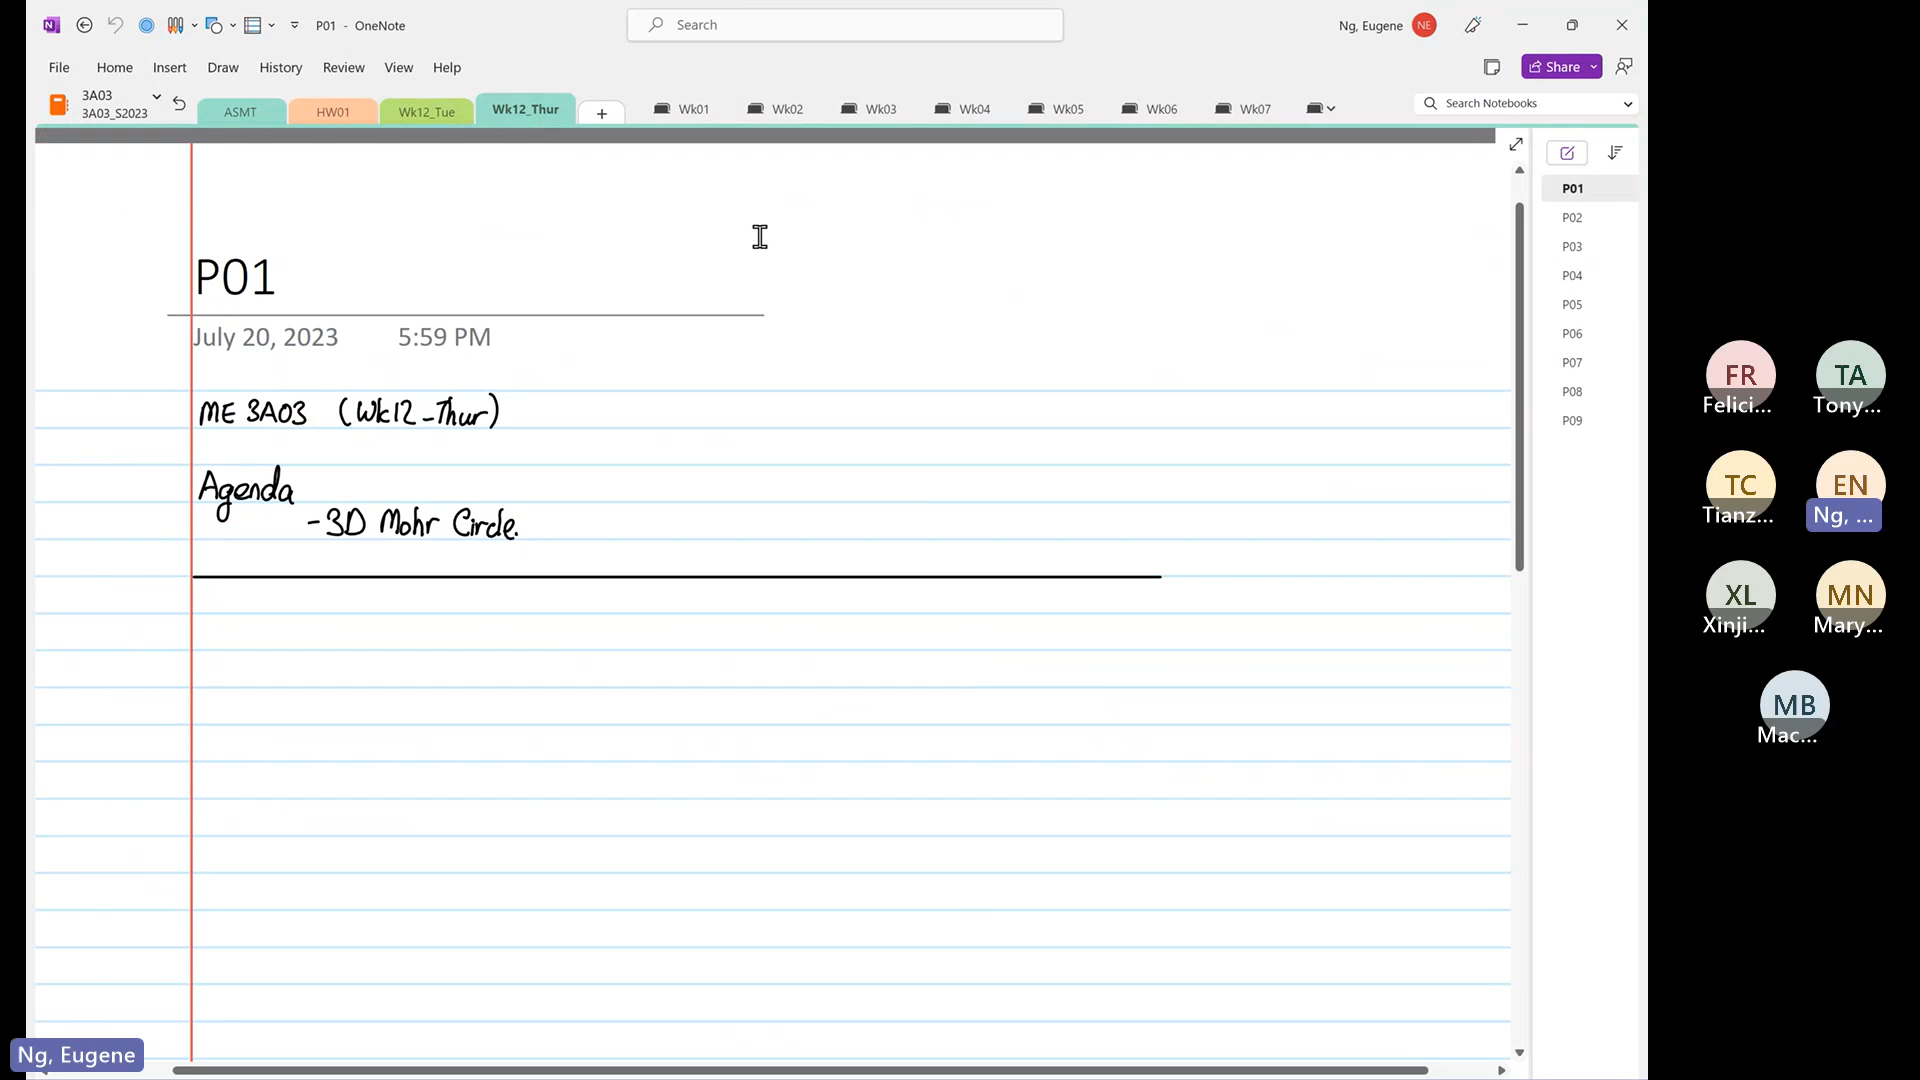 P01 - OneNote
Search
Ng, Eugene NE
File Home Insert Draw History Review View Help
Share
3A03
3A03_S2023
ASMT HW01 Wk12_Tue Wk12_Thur + Wk01 Wk02 Wk03 Wk04 Wk05 Wk06 Wk07
Search Notebooks
P01
July 20, 2023 5:59 PM
ME 3A03 (Wk12-Thur)
Agenda
-3D Mohr Circle.
P01
P02
P03
P04
P05
P06
P07
P08
P09
FR TA
Felici... Tony...
TC EN
Tianz... Ng, ...
XL MN
Xinji... Mary...
MB
Mac...
Ng, Eugene